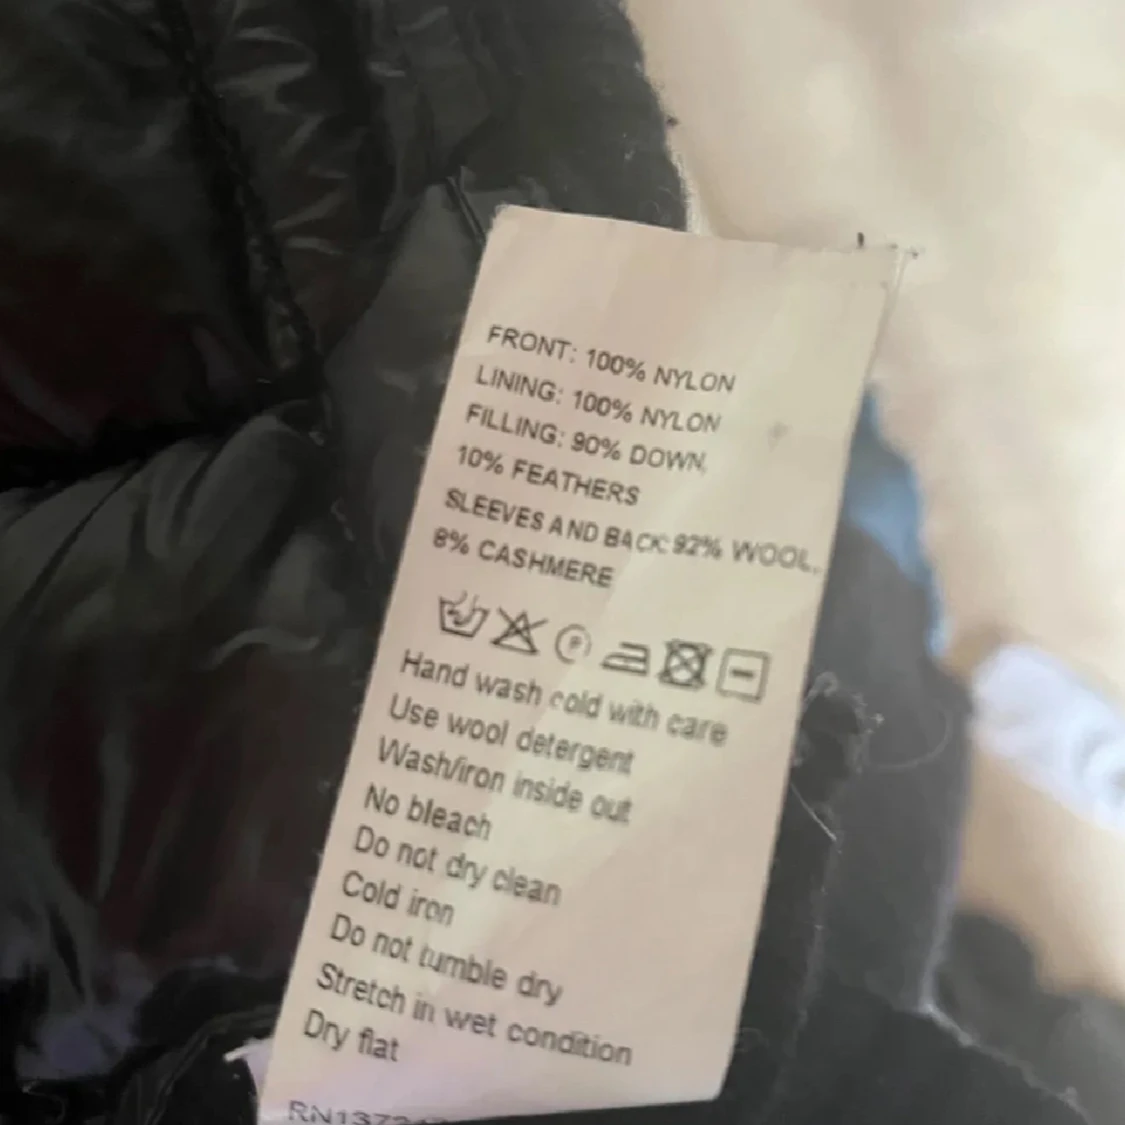 FRONT: 100% NYLON
LINING: 100% NYLON
FILLING: 90% DOWN,
10% FEATHERS
SLEEVES AND BACK: 92% WOOL,
8% CASHMERE
P
Hand wash cold with care
Use wool detergent
Wash/iron inside out
No bleach
Do not dry clean
Cold iron
Do not tumble dry
Stretch in wet condition
Dry flat